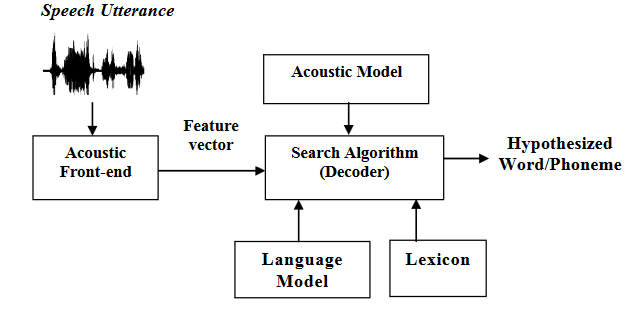 Speech Utterance
Acoustic Model
Feature
vector
Acoustic
Front-end
Search Algorithm
(Decoder)
Hypothesized
Word/Phoneme
Language
Model
Lexicon